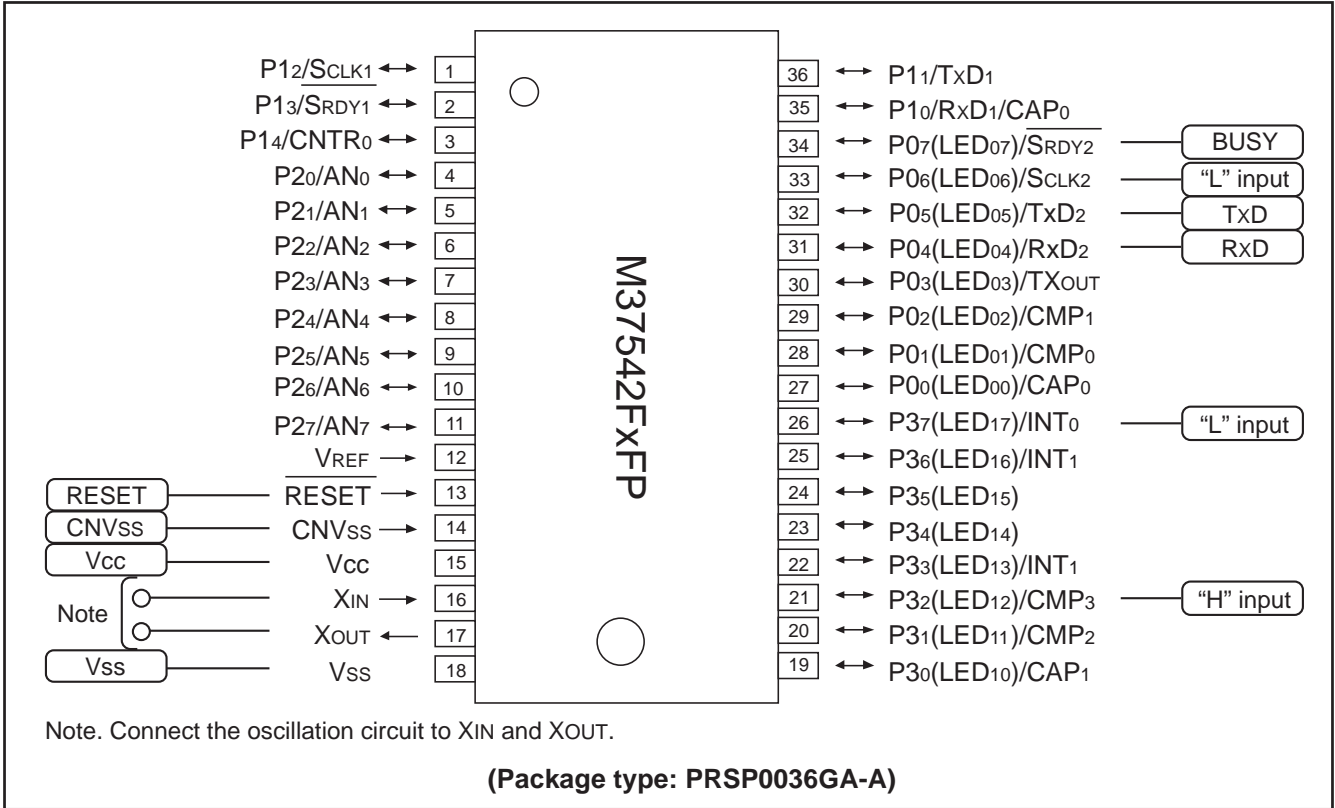 P12/SCLK1 1
P13/SRDY1 2
P14/CNTR0 3
P20/AN0 4
P21/AN1 5
P22/AN2 6
P23/AN3 7
P24/AN4 8
P25/AN5 9
P26/AN6 10
P27/AN7 11
VREF 12
RESET RESET 13
CNVSS CNVSS 14
Vcc Vcc 15
Note XIN 16
XOUT 17
Vss VSS 18
M37542FxFP
36 P11/TXD1
35 P10/RXD1/CAP0
34 P07(LED07)/SRDY2 BUSY
33 P06(LED06)/SCLK2 “L” input
32 P05(LED05)/TxD2 TXD
31 P04(LED04)/RxD2 RXD
30 P03(LED03)/TXOUT
29 P02(LED02)/CMP1
28 P01(LED01)/CMP0
27 P00(LED00)/CAP0
26 P37(LED17)/INT0 “L” input
25 P36(LED16)/INT1
24 P35(LED15)
23 P34(LED14)
22 P33(LED13)/INT1
21 P32(LED12)/CMP3 “H” input
20 P31(LED11)/CMP2
19 P30(LED10)/CAP1
Note. Connect the oscillation circuit to XIN and XOUT.
(Package type: PRSP0036GA-A)